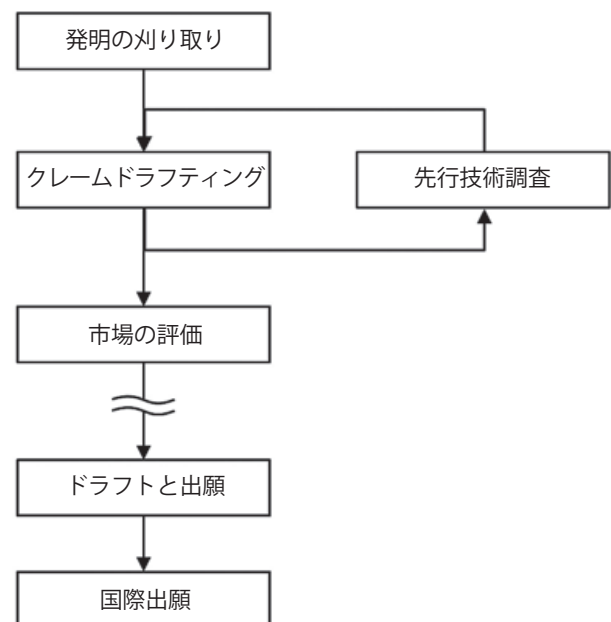 発明の刈り取り
クレームドラフティング
先行技術調査
市場の評価
ドラフトと出願
国際出願